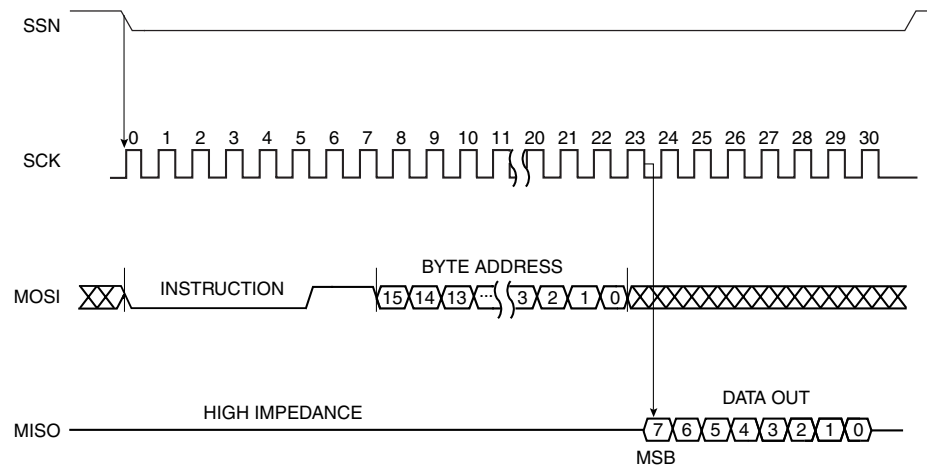 SSN
0 1 2 3 4 5 6 7 8 9 10 11 20 21 22 23 24 25 26 27 28 29 30
SCK
BYTE ADDRESS
INSTRUCTION
MOSI
15 14 13 ... 3 2 1 0
HIGH IMPEDANCE
DATA OUT
MISO
7 6 5 4 3 2 1 0
MSB